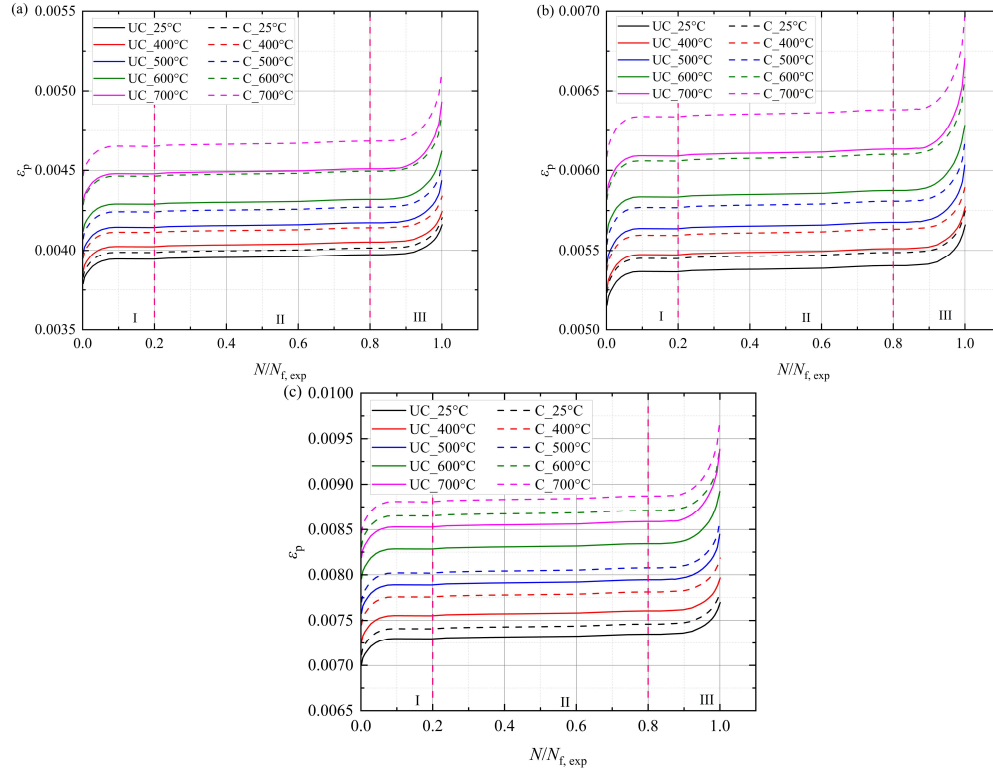 (a)
UC_25°C C_25°C
UC_400°C C_400°C
UC_500°C C_500°C
UC_600°C C_600°C
UC_700°C C_700°C
0.0055
0.0050
0.0045
0.0040
0.0035
εp
I II III
0.0 0.2 0.4 0.6 0.8 1.0
N/Nf, exp
(b)
UC_25°C C_25°C
UC_400°C C_400°C
UC_500°C C_500°C
UC_600°C C_600°C
UC_700°C C_700°C
0.0070
0.0065
0.0060
0.0055
0.0050
εp
I II III
0.0 0.2 0.4 0.6 0.8 1.0
N/Nf, exp
(c)
UC_25°C C_25°C
UC_400°C C_400°C
UC_500°C C_500°C
UC_600°C C_600°C
UC_700°C C_700°C
0.0100
0.0095
0.0090
0.0085
0.0080
0.0075
0.0070
0.0065
εp
I II III
0.0 0.2 0.4 0.6 0.8 1.0
N/Nf, exp